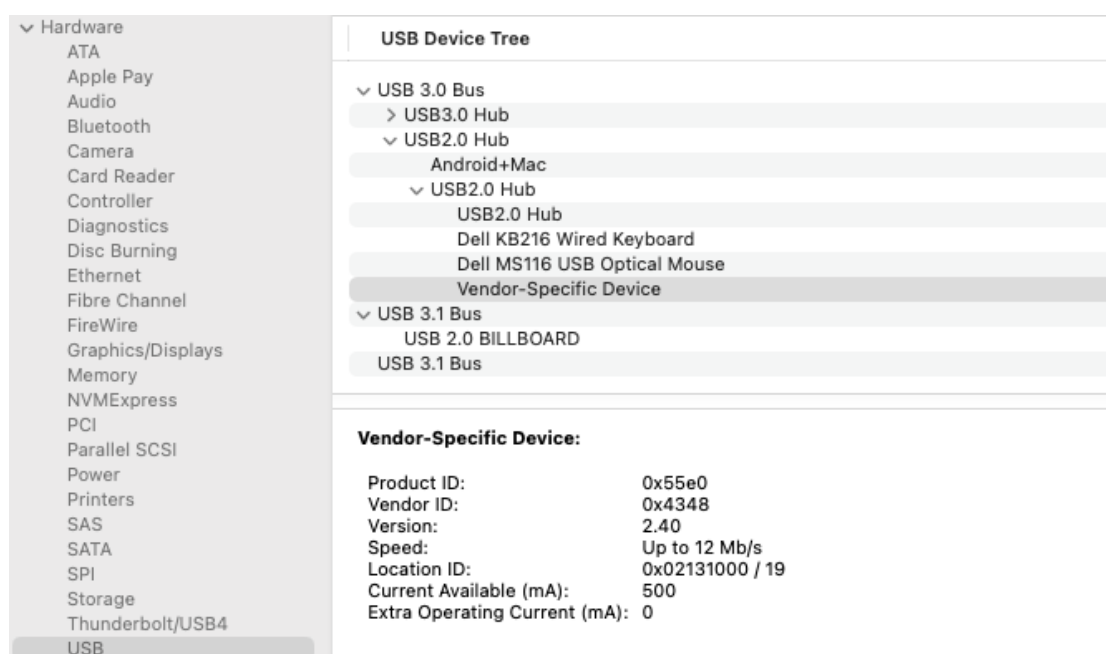 Hardware
ATA
Apple Pay
Audio
Bluetooth
Camera
Card Reader
Controller
Diagnostics
Disc Burning
Ethernet
Fibre Channel
FireWire
Graphics/Displays
Memory
NVMExpress
PCI
Parallel SCSI
Power
Printers
SAS
SATA
SPI
Storage
Thunderbolt/USB4
USB
USB Device Tree
USB 3.0 Bus
USB3.0 Hub
USB2.0 Hub
Android+Mac
USB2.0 Hub
USB2.0 Hub
Dell KB216 Wired Keyboard
Dell MS116 USB Optical Mouse
Vendor-Specific Device
USB 3.1 Bus
USB 2.0 BILLBOARD
USB 3.1 Bus
Vendor-Specific Device:
Product ID: 0x55e0
Vendor ID: 0x4348
Version: 2.40
Speed: Up to 12 Mb/s
Location ID: 0x02131000 / 19
Current Available (mA): 500
Extra Operating Current (mA): 0